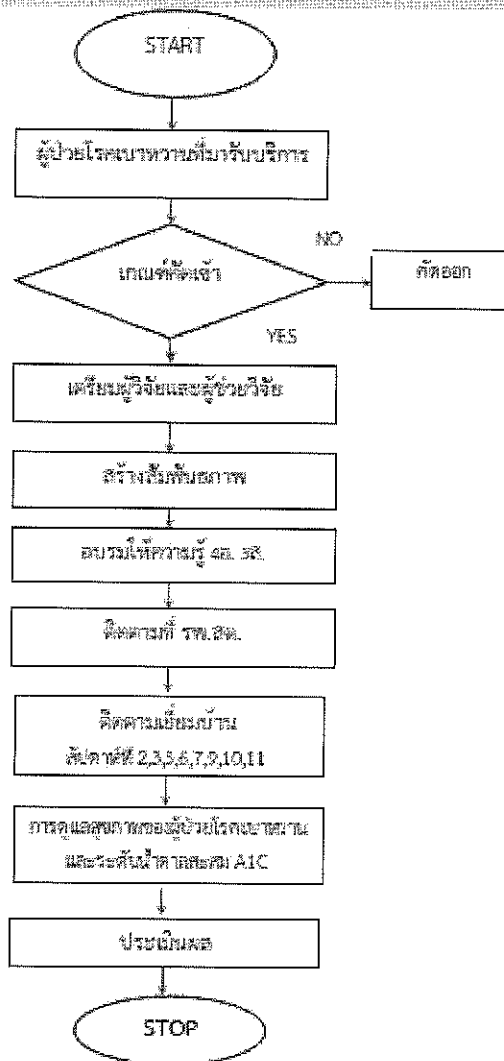 START
ผู้ป่วยโรคเบาหวานที่มารับบริการ
เกณฑ์คัดเข้า
NO
คัดออก
YES
เตรียมผู้วิจัยและผู้ช่วยวิจัย
สร้างสัมพันธภาพ
อบรมให้ความรู้ 4อ. 3ส.
ติดตามที่ รพ.สต.
ติดตามเยี่ยมบ้าน
สัปดาห์ที่ 2,3,5,6,7,9,10,11
การดูแลสุขภาพของผู้ป่วยโรคเบาหวาน
และระดับน้ำตาลสะสม A1C
ประเมินผล
STOP